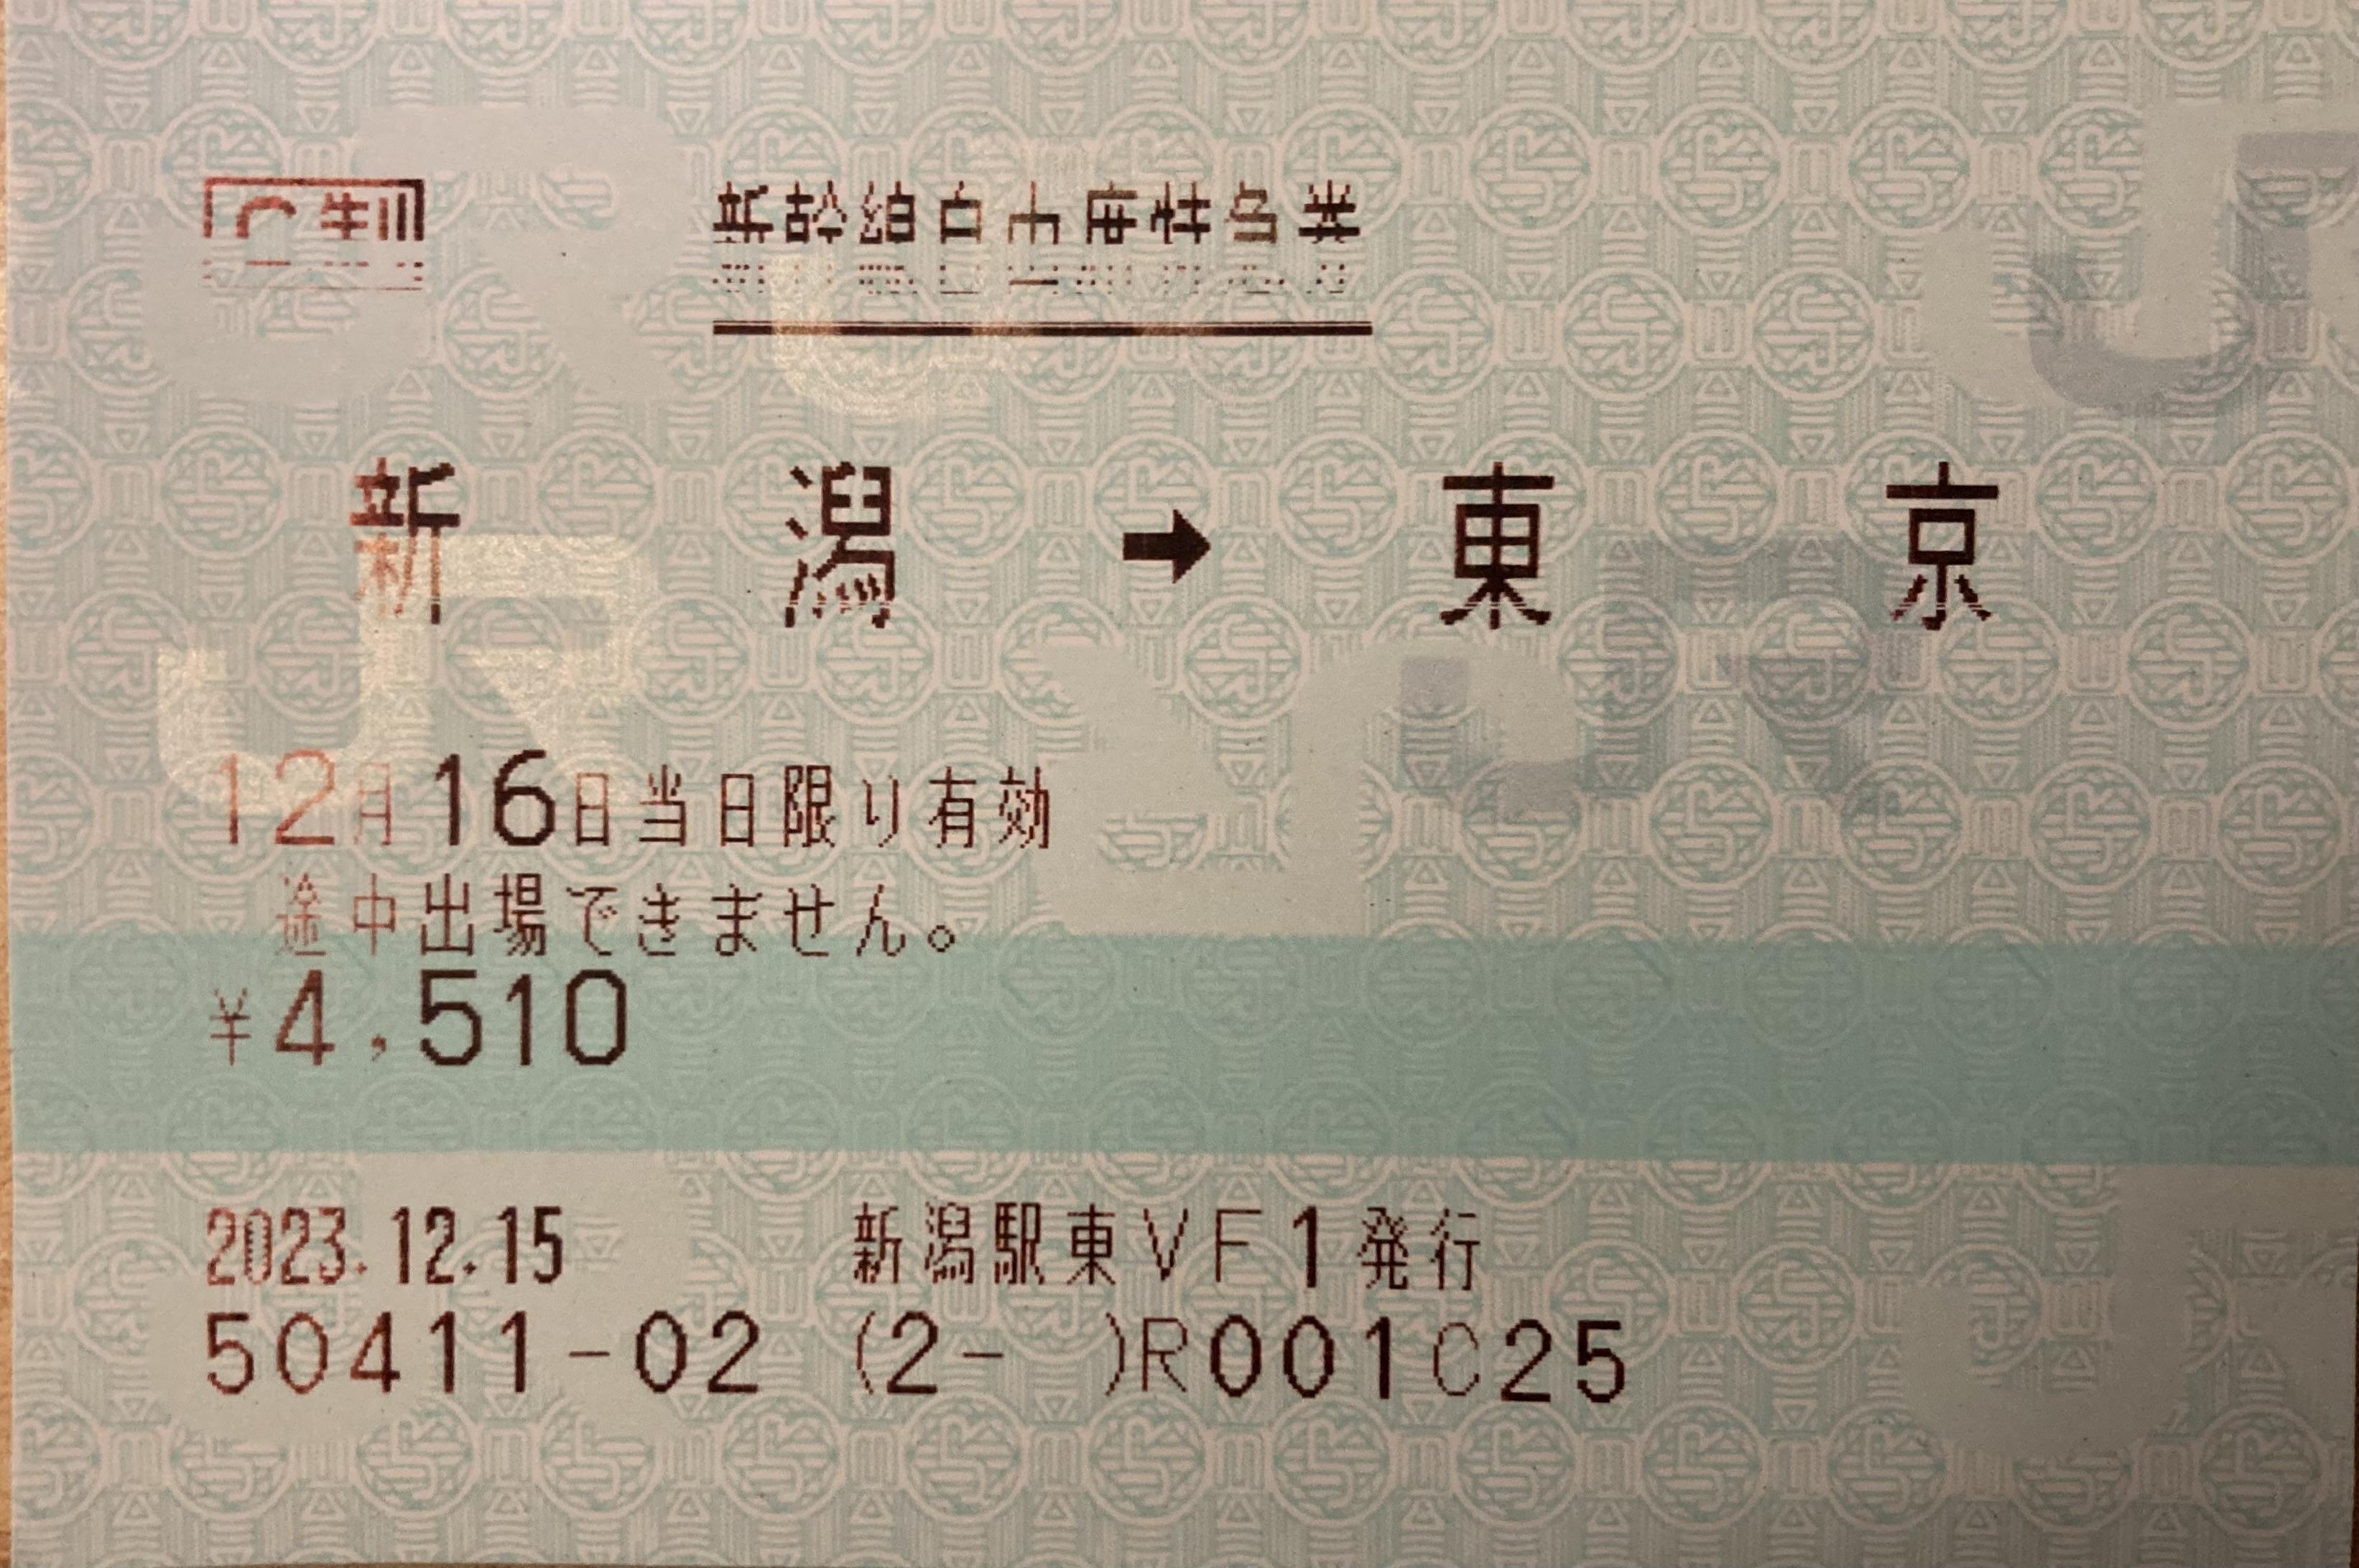 C制 新幹線自由席特急券
新潟 ➡ 東京
12月16日当日限り有効
途中出場できません。
¥4,510
2023.12.15 新潟駅東VF1発行
50411-02 (2- )R001C25